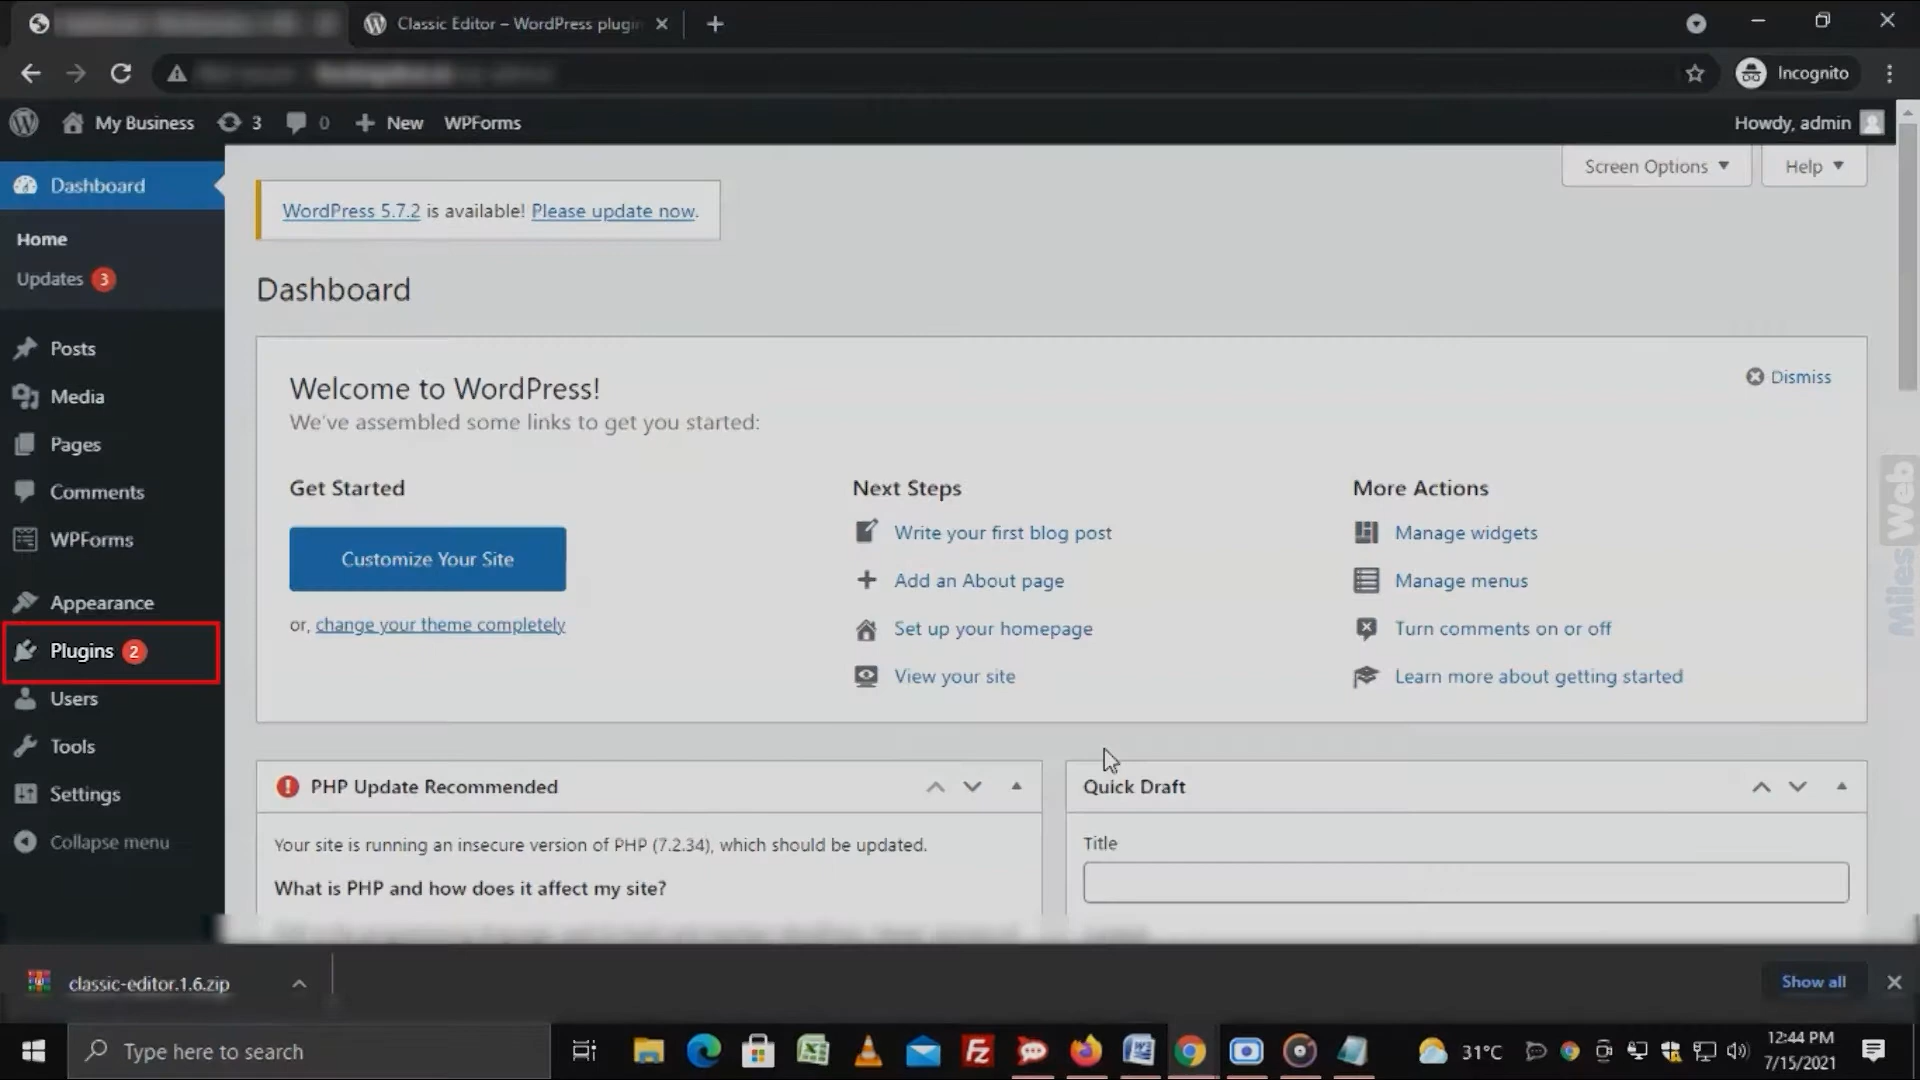 Classic Editor – WordPress plugin
Incognito
My Business
3
0
New
WPForms
Howdy, admin
Dashboard
Home
Updates 3
Posts
Media
Pages
Comments
WPForms
Appearance
Plugins 2
Users
Tools
Settings
Collapse menu
Screen Options
Help
WordPress 5.7.2 is available! Please update now.
Dashboard
Welcome to WordPress!
We've assembled some links to get you started:
Dismiss
Get Started
Customize Your Site
or, change your theme completely
Next Steps
Write your first blog post
Add an About page
Set up your homepage
View your site
More Actions
Manage widgets
Manage menus
Turn comments on or off
Learn more about getting started
PHP Update Recommended
Your site is running an insecure version of PHP (7.2.34), which should be updated.
What is PHP and how does it affect my site?
Quick Draft
Title
MilesWeb
classic-editor.1.6.zip
Show all
Type here to search
31°C
12:44 PM
7/15/2021